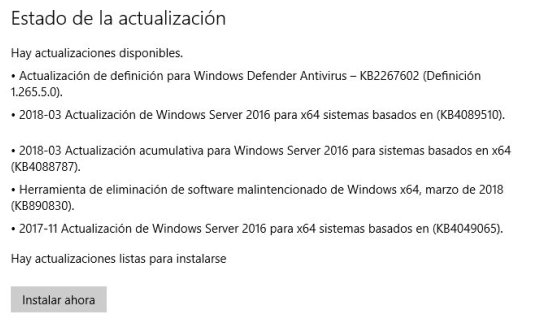 Estado de la actualización
Hay actualizaciones disponibles.
• Actualización de definición para Windows Defender Antivirus – KB2267602 (Definición
1.265.5.0).
• 2018-03 Actualización de Windows Server 2016 para x64 sistemas basados en (KB4089510).
• 2018-03 Actualización acumulativa para Windows Server 2016 para sistemas basados en x64
(KB4088787).
• Herramienta de eliminación de software malintencionado de Windows x64, marzo de 2018
(KB890830).
• 2017-11 Actualización de Windows Server 2016 para x64 sistemas basados en (KB4049065).
Hay actualizaciones listas para instalarse
Instalar ahora